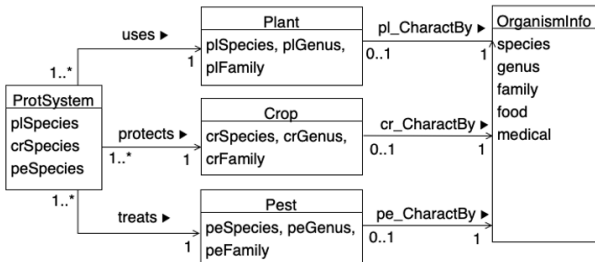 Plant
uses ▶
plSpecies, plGenus,
plFamily
1..*
1
pl_CharactBy ▶
0..1
1
OrganismInfo
species
genus
family
food
medical
ProtSystem
plSpecies
crSpecies
peSpecies
protects ▶
1..*
1
Crop
crSpecies, crGenus,
crFamily
cr_CharactBy ▶
0..1
1
1..*
treats ▶
1
Pest
peSpecies, peGenus,
peFamily
pe_CharactBy ▶
0..1
1